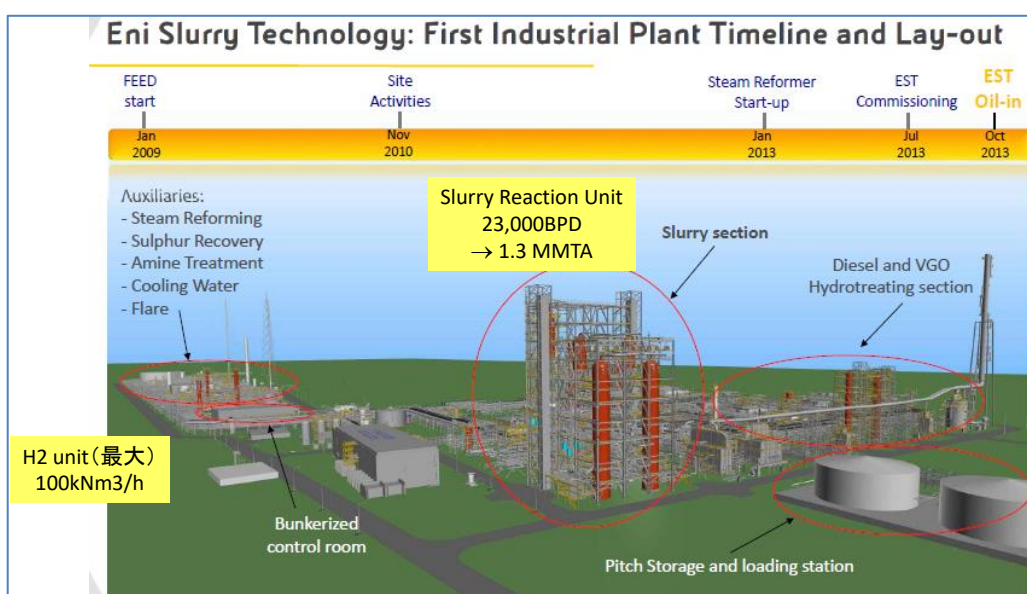 Eni Slurry Technology: First Industrial Plant Timeline and Lay-out
FEED
start
Site
Activities
Steam Reformer
Start-up
EST
Commissioning
EST
Oil-in
Jan
2009
Nov
2010
Jan
2013
Jul
2013
Oct
2013
Auxiliaries:
- Steam Reforming
- Sulphur Recovery
- Amine Treatment
- Cooling Water
- Flare
Slurry Reaction Unit
23,000BPD
→ 1.3 MMTA
Slurry section
Diesel and VGO
Hydrotreating section
H2 unit(最大)
100kNm3/h
Bunkerized
control room
Pitch Storage and loading station